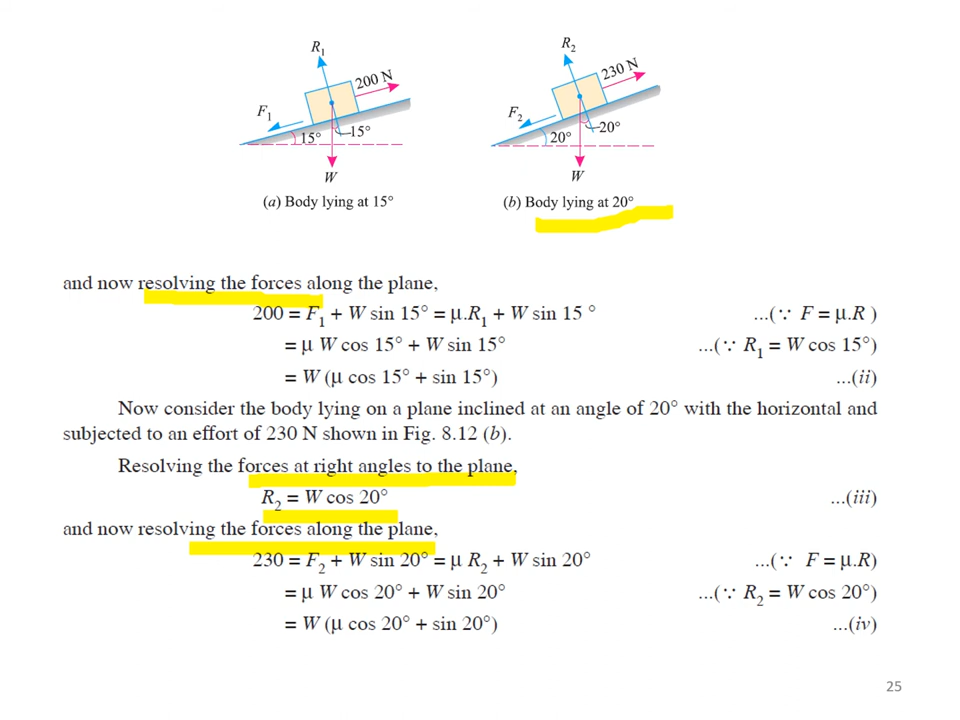 R₁
200 N
F₁
15°
15°
W
(a) Body lying at 15°
R₂
230 N
F₂
20°
20°
W
(b) Body lying at 20°
and now resolving the forces along the plane,
200 = F₁ + W sin 15° = μ.R₁ + W sin 15 ° ...(∵ F = μ.R )
= μ W cos 15° + W sin 15° ...(∵ R₁ = W cos 15°)
= W (μ cos 15° + sin 15°) ...(ii)
Now consider the body lying on a plane inclined at an angle of 20° with the horizontal and
subjected to an effort of 230 N shown in Fig. 8.12 (b).
Resolving the forces at right angles to the plane,
R₂ = W cos 20° ...(iii)
and now resolving the forces along the plane,
230 = F₂ + W sin 20° = μ R₂ + W sin 20° ...(∵ F = μ.R)
= μ W cos 20° + W sin 20° ...(∵ R₂ = W cos 20°)
= W (μ cos 20° + sin 20°) ...(iv)
25